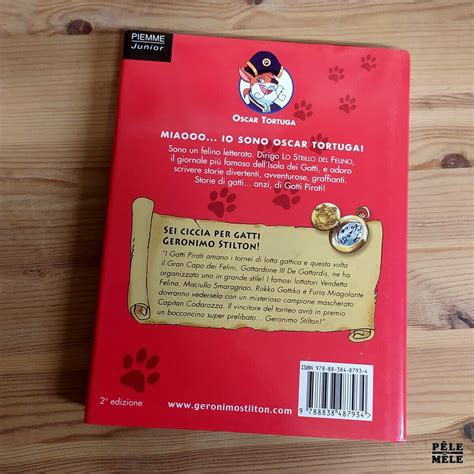 PIEMME
Junior
OSCAR TORTUGA
MIAOOO... IO SONO OSCAR TORTUGA!
Sono un felino letterato. Dirigo LO STRILLO DEL FELINO,
il giornale più famoso dell'Isola dei Gatti, e adoro
scrivere storie divertenti, avventurose, graffianti.
Storie di gatti... anzi, di Gatti Pirati!
SEI CICCIA PER GATTI
GERONIMO STILTON!
"I Gatti Pirati amano i tornei di lotta gattica e questa volta
il Gran Capo dei Felini, Gattardone III De Gattardis, ne ha
organizzato uno in grande stile! I famosi lottatori Vendetta
Felina, Maciullo Smaragnao, Rokko Gattiko e Furia Miagolante
dovranno vedersela con un misterioso campione mascherato:
Capitan Codarozza. Il vincitore del torneo avrà in premio
un bocconcino super prelibato... Geronimo Stilton!"
ISBN 978-88-384-8793-4
9 788838 487934
2ª edizione
www.geronimostilton.com
PÊLE
MÊLE